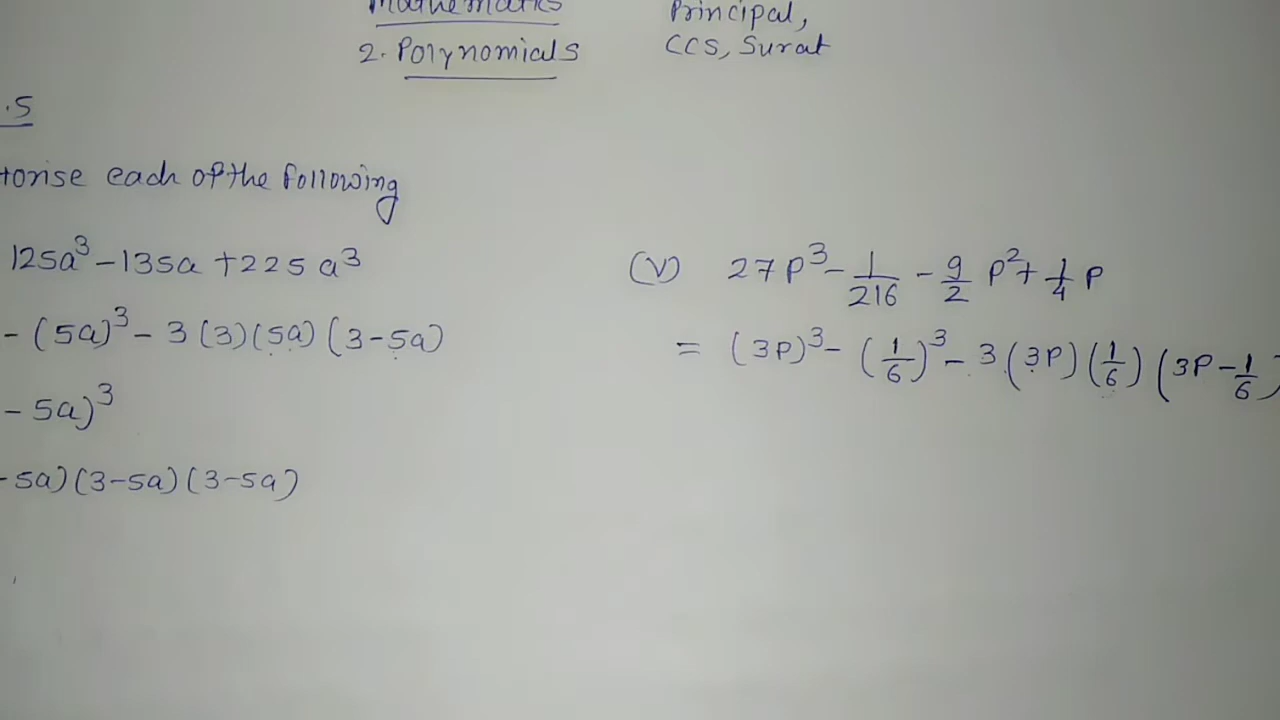 Mathematics
Principal,
2. Polynomials
CCS, Surat
.5
torise each of the following
125a³ - 135a + 225a³
- (5a)³ - 3(3)(5a)(3-5a)
- 5a)³
- 5a)(3-5a)(3-5a)
(V) 27p³ - 1/216 - 9/2 p² + 1/4 p
= (3p)³ - (1/6)³ - 3(3p)(1/6)(3p - 1/6)